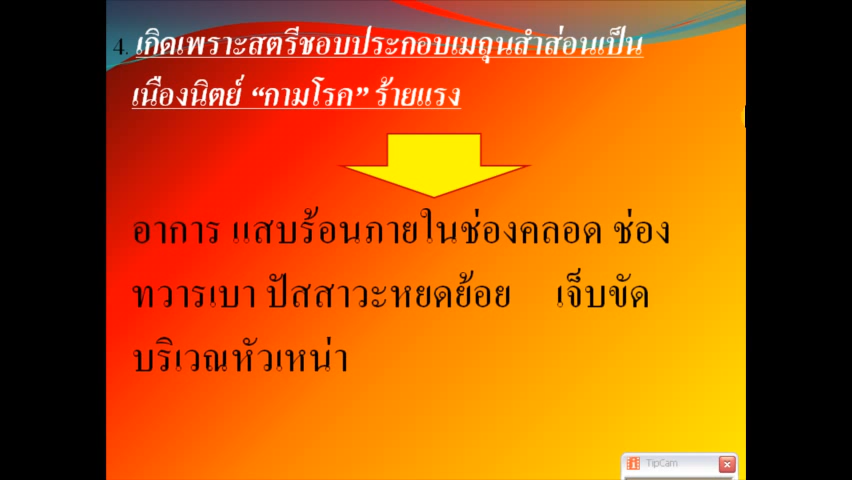 4. เกิดเพราะสตรีชอบประกอบเมถุนสำส่อนเป็น
เนืองนิตย์ “กามโรค” ร้ายแรง
อาการ แสบร้อนภายในช่องคลอด ช่อง
ทวารเบา ปัสสาวะหยดย้อย เจ็บขัด
บริเวณหัวเหน่า
TipCam